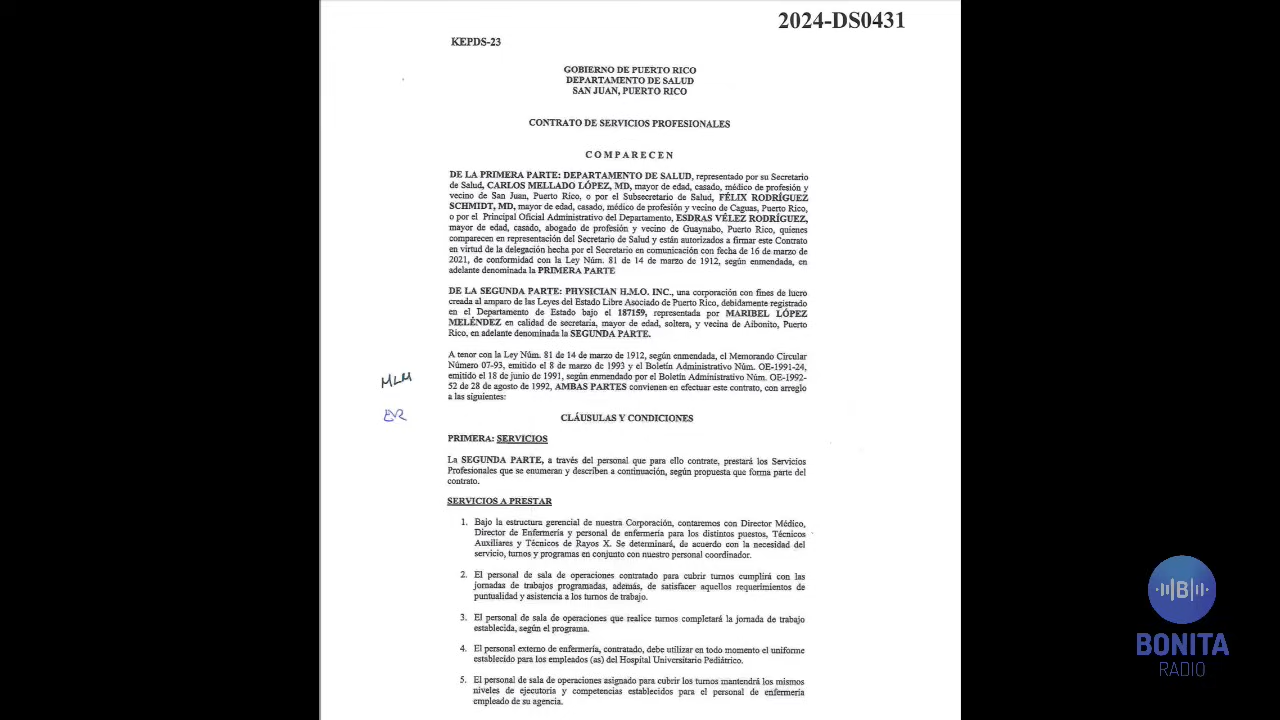 2024-DS0431
KEPDS-23
GOBIERNO DE PUERTO RICO
DEPARTAMENTO DE SALUD
SAN JUAN, PUERTO RICO
CONTRATO DE SERVICIOS PROFESIONALES
COMPARECEN
DE LA PRIMERA PARTE: DEPARTAMENTO DE SALUD, representado por su Secretario
de Salud, CARLOS MELLADO LÓPEZ, MD, mayor de edad, casado, médico de profesión y
vecino de San Juan, Puerto Rico, o por el Subsecretario de Salud, FÉLIX RODRÍGUEZ
SCHMIDT, MD, mayor de edad, casado, médico de profesión y vecino de Caguas, Puerto Rico,
o por el Principal Oficial Administrativo del Departamento, ESDRAS VÉLEZ RODRÍGUEZ,
mayor de edad, casado, abogado de profesión y vecino de Guaynabo, Puerto Rico, quienes
comparecen en representación del Secretario de Salud y están autorizados a firmar este Contrato
en virtud de la delegación hecha por el Secretario en comunicación con fecha de 16 de marzo de
2021, de conformidad con la Ley Núm. 81 de 14 de marzo de 1912, según enmendada, en
adelante denominada la PRIMERA PARTE
DE LA SEGUNDA PARTE: PHYSICIAN H.M.O. INC., una corporación con fines de lucro
creada al amparo de las Leyes del Estado Libre Asociado de Puerto Rico, debidamente registrado
en el Departamento de Estado bajo el 187159, representada por MARIBEL LÓPEZ
MELÉNDEZ en calidad de secretaria, mayor de edad, soltera, y vecina de Aibonito, Puerto
Rico, en adelante denominada la SEGUNDA PARTE.
A tenor con la Ley Núm. 81 de 14 de marzo de 1912, según enmendada, el Memorando Circular
Número 07-93, emitido el 8 de marzo de 1993 y el Boletín Administrativo Núm. OE-1991-24,
emitido el 18 de junio de 1991, según enmendado por el Boletín Administrativo Núm. OE-1992-
52 de 28 de agosto de 1992, AMBAS PARTES convienen en efectuar este contrato, con arreglo
a las siguientes:
MLM
EVR
CLÁUSULAS Y CONDICIONES
PRIMERA: SERVICIOS
La SEGUNDA PARTE, a través del personal que para ello contrate, prestará los Servicios
Profesionales que se enumeran y describen a continuación, según propuesta que forma parte del
contrato.
SERVICIOS A PRESTAR
1. Bajo la estructura gerencial de nuestra Corporación, contaremos con Director Médico,
Director de Enfermería y personal de enfermería para los distintos puestos, Técnicos
Auxiliares y Técnicos de Rayos X. Se determinará, de acuerdo con la necesidad del
servicio, turnos y programas en conjunto con nuestro personal coordinador.
2. El personal de sala de operaciones contratado para cubrir turnos cumplirá con las
jornadas de trabajos programadas, además, de satisfacer aquellos requerimientos de
puntualidad y asistencia a los turnos de trabajo.
3. El personal de sala de operaciones que realice turnos completará la jornada de trabajo
establecida, según el programa.
4. El personal externo de enfermería, contratado, debe utilizar en todo momento el uniforme
establecido para los empleados (as) del Hospital Universitario Pediátrico.
5. El personal de sala de operaciones asignado para cubrir los turnos mantendrá los mismos
niveles de ejecutoria y competencias establecidos para el personal de enfermería
empleado de su agencia.
B
BONITA
RADIO